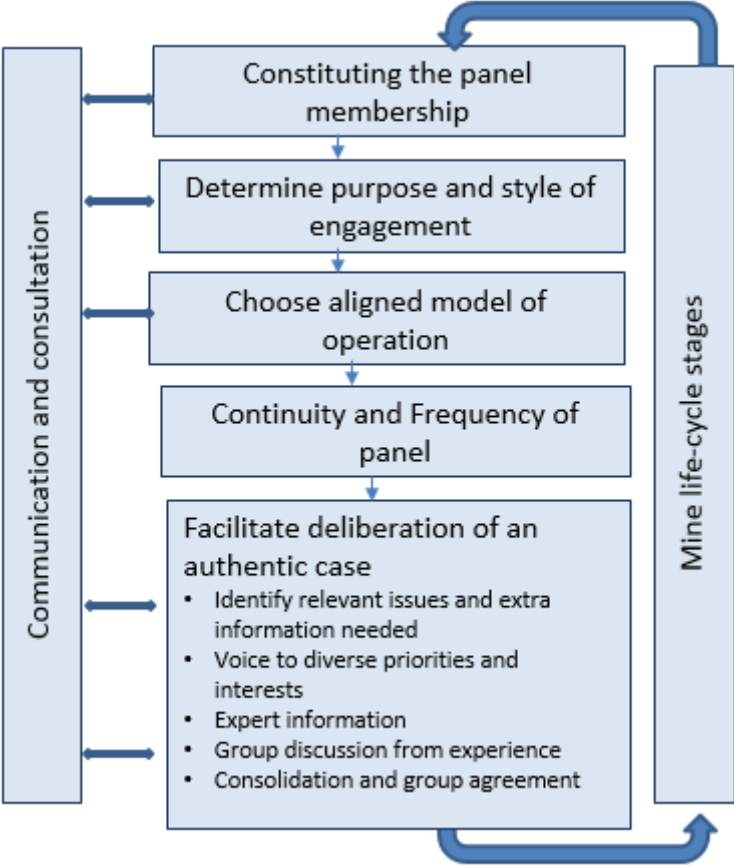 Constituting the panel
membership
Determine purpose and style of
engagement
Choose aligned model of
operation
Continuity and Frequency of
panel
Facilitate deliberation of an
authentic case
• Identify relevant issues and extra
information needed
• Voice to diverse priorities and
interests
• Expert information
• Group discussion from experience
• Consolidation and group agreement
Communication and consultation
Mine life-cycle stages